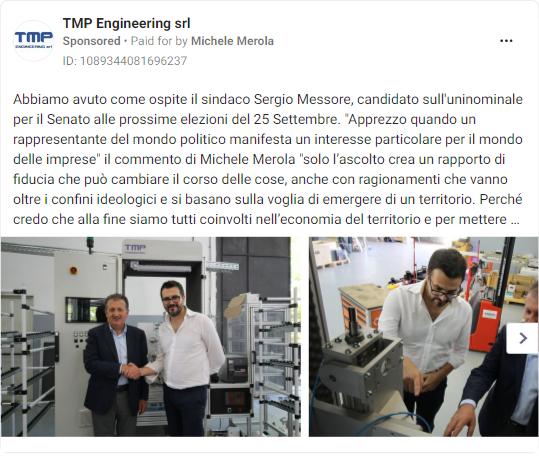 TMP
ENGINEERING srl
TMP Engineering srl
Sponsored • Paid for by Michele Merola
ID: 1089344081696237
Abbiamo avuto come ospite il sindaco Sergio Messore, candidato sull'uninominale
per il Senato alle prossime elezioni del 25 Settembre. "Apprezzo quando un
rappresentante del mondo politico manifesta un interesse particolare per il mondo
delle imprese" il commento di Michele Merola "solo l'ascolto crea un rapporto di
fiducia che può cambiare il corso delle cose, anche con ragionamenti che vanno
oltre i confini ideologici e si basano sulla voglia di emergere di un territorio. Perché
credo che alla fine siamo tutti coinvolti nell'economia del territorio e per mettere ...
TMP